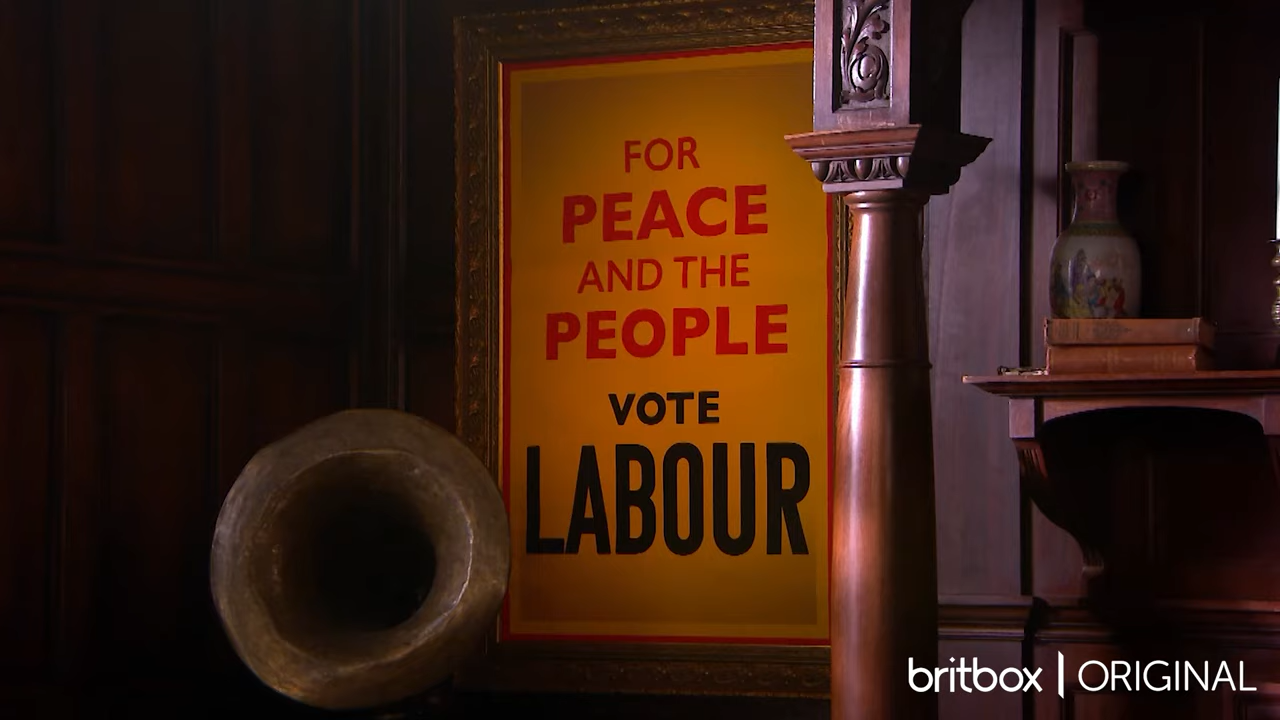 FOR
PEACE
AND THE
PEOPLE
VOTE
LABOUR
britbox | ORIGINAL